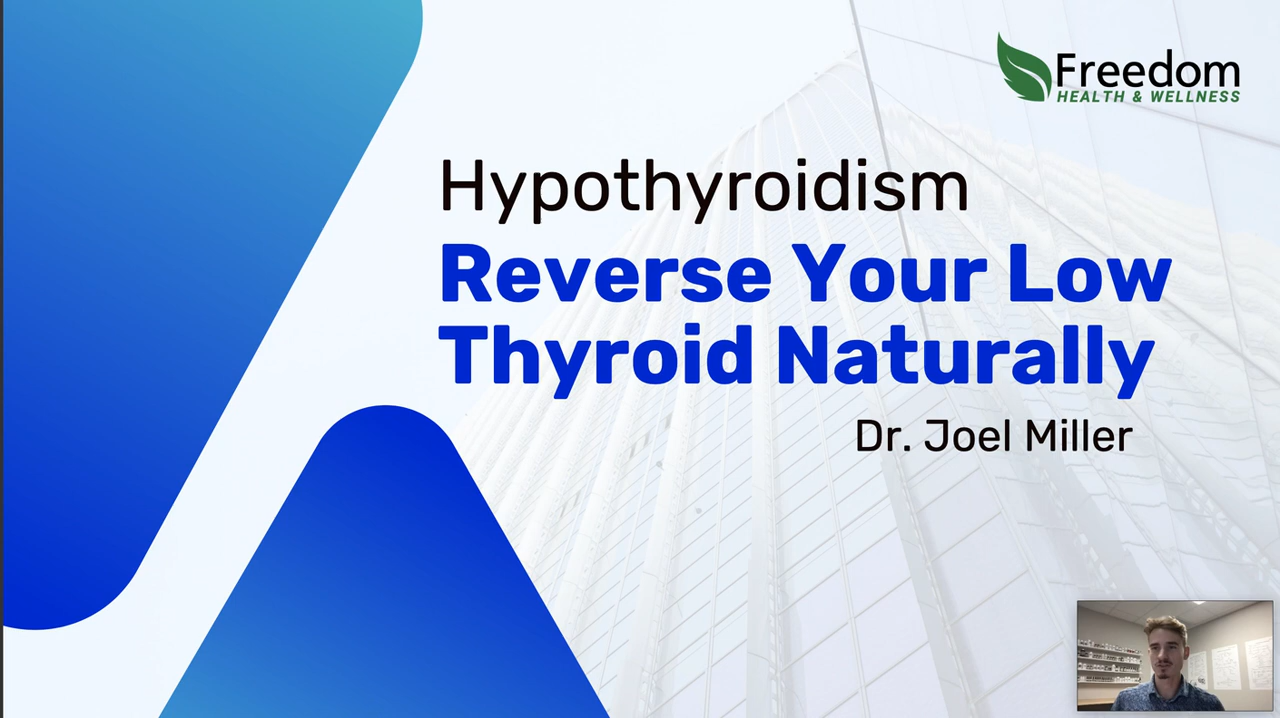 Freedom
HEALTH & WELLNESS
Hypothyroidism
Reverse Your Low
Thyroid Naturally
Dr. Joel Miller